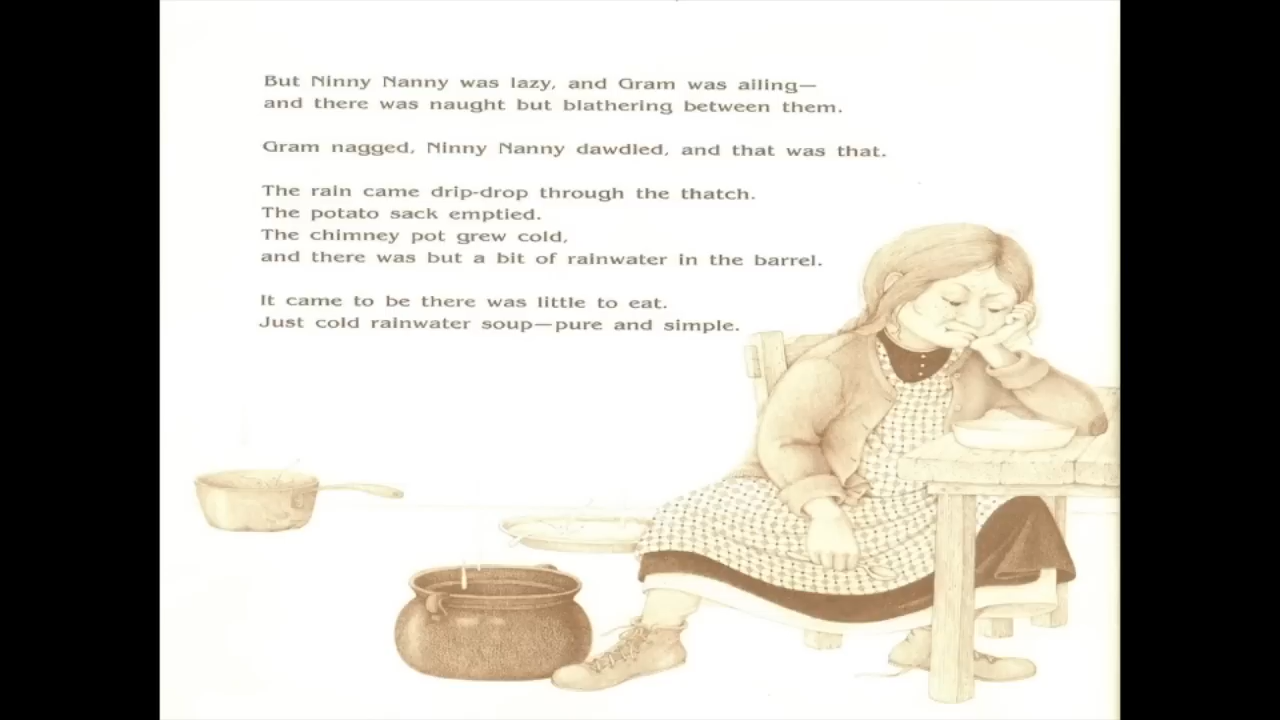 But Ninny Nanny was lazy, and Gram was ailing—
and there was naught but blathering between them.
Gram nagged, Ninny Nanny dawdled, and that was that.
The rain came drip-drop through the thatch.
The potato sack emptied.
The chimney pot grew cold,
and there was but a bit of rainwater in the barrel.
It came to be there was little to eat.
Just cold rainwater soup—pure and simple.